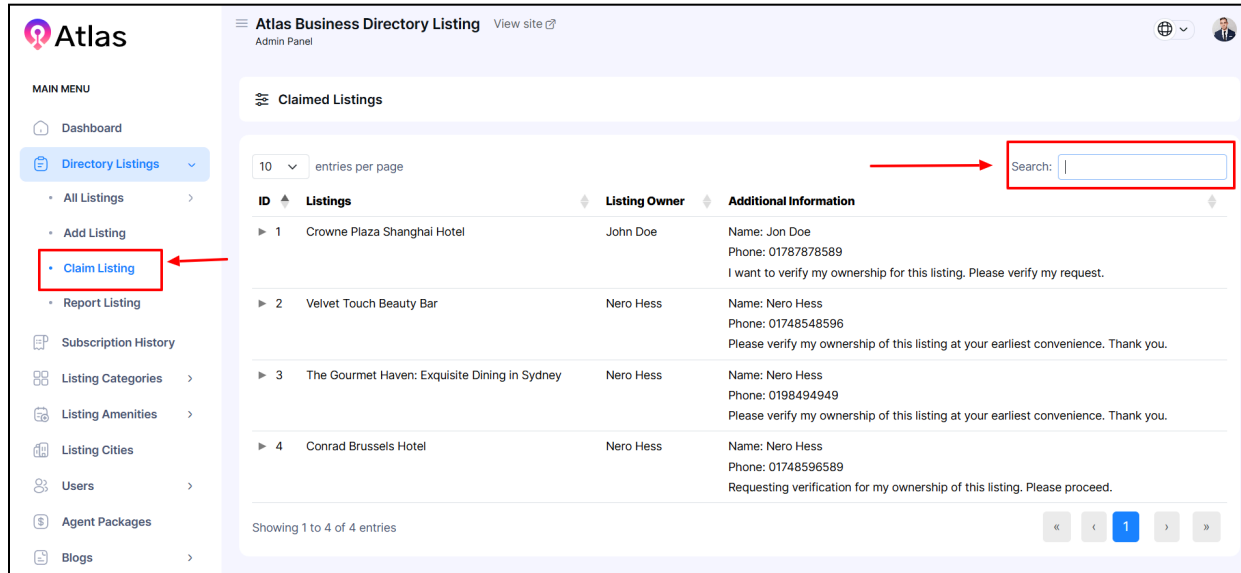 Atlas
Atlas Business Directory Listing View site
Admin Panel
MAIN MENU
Dashboard
Directory Listings
All Listings
Add Listing
Claim Listing
Report Listing
Subscription History
Listing Categories
Listing Amenities
Listing Cities
Users
Agent Packages
Blogs
Claimed Listings
10 entries per page
Search:
ID Listings Listing Owner Additional Information
1 Crowne Plaza Shanghai Hotel John Doe Name: Jon Doe
Phone: 01787878589
I want to verify my ownership for this listing. Please verify my request.
2 Velvet Touch Beauty Bar Nero Hess Name: Nero Hess
Phone: 01748548596
Please verify my ownership of this listing at your earliest convenience. Thank you.
3 The Gourmet Haven: Exquisite Dining in Sydney Nero Hess Name: Nero Hess
Phone: 0198494949
Please verify my ownership of this listing at your earliest convenience. Thank you.
4 Conrad Brussels Hotel Nero Hess Name: Nero Hess
Phone: 01748596589
Requesting verification for my ownership of this listing. Please proceed.
Showing 1 to 4 of 4 entries
« ‹ 1 › »